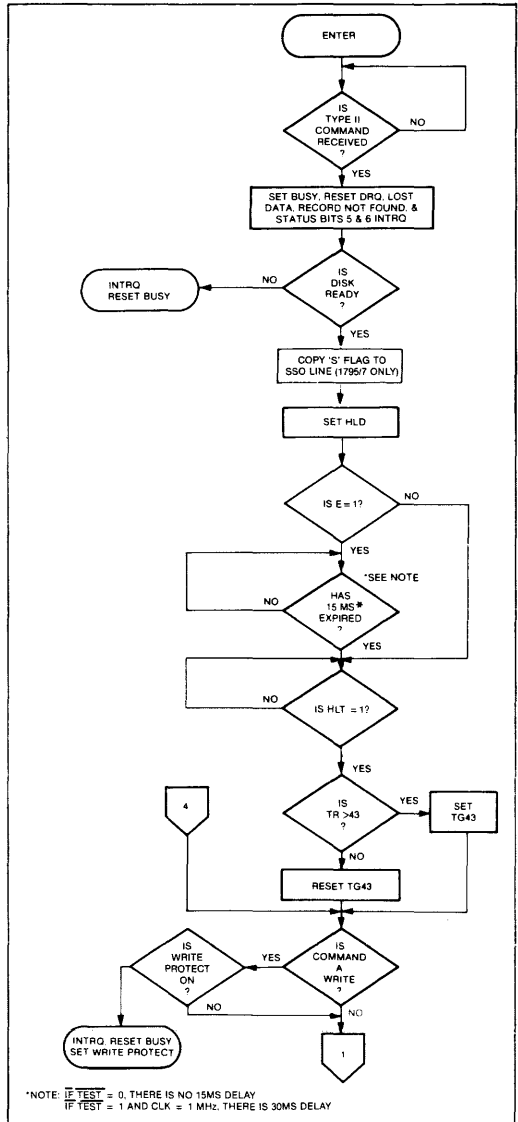 ENTER
IS
TYPE II
COMMAND
RECEIVED
?
NO
YES
SET BUSY, RESET DRQ, LOST
DATA, RECORD NOT FOUND, &
STATUS BITS 5 & 6 INTRQ
IS
DISK
READY
?
NO
INTRQ
RESET BUSY
YES
COPY 'S' FLAG TO
SSO LINE (1795/7 ONLY)
SET HLD
IS E = 1?
NO
YES
*SEE NOTE
HAS
15 MS*
EXPIRED
?
NO
YES
IS HLT = 1?
NO
YES
4
IS
TR >43
?
YES
SET
TG43
NO
RESET TG43
IS
COMMAND
A
WRITE
?
YES
IS
WRITE
PROTECT
ON
?
NO
NO
INTRQ, RESET BUSY
SET WRITE PROTECT
1
*NOTE: IF TEST = 0, THERE IS NO 15MS DELAY
IF TEST = 1 AND CLK = 1 MHz, THERE IS 30MS DELAY